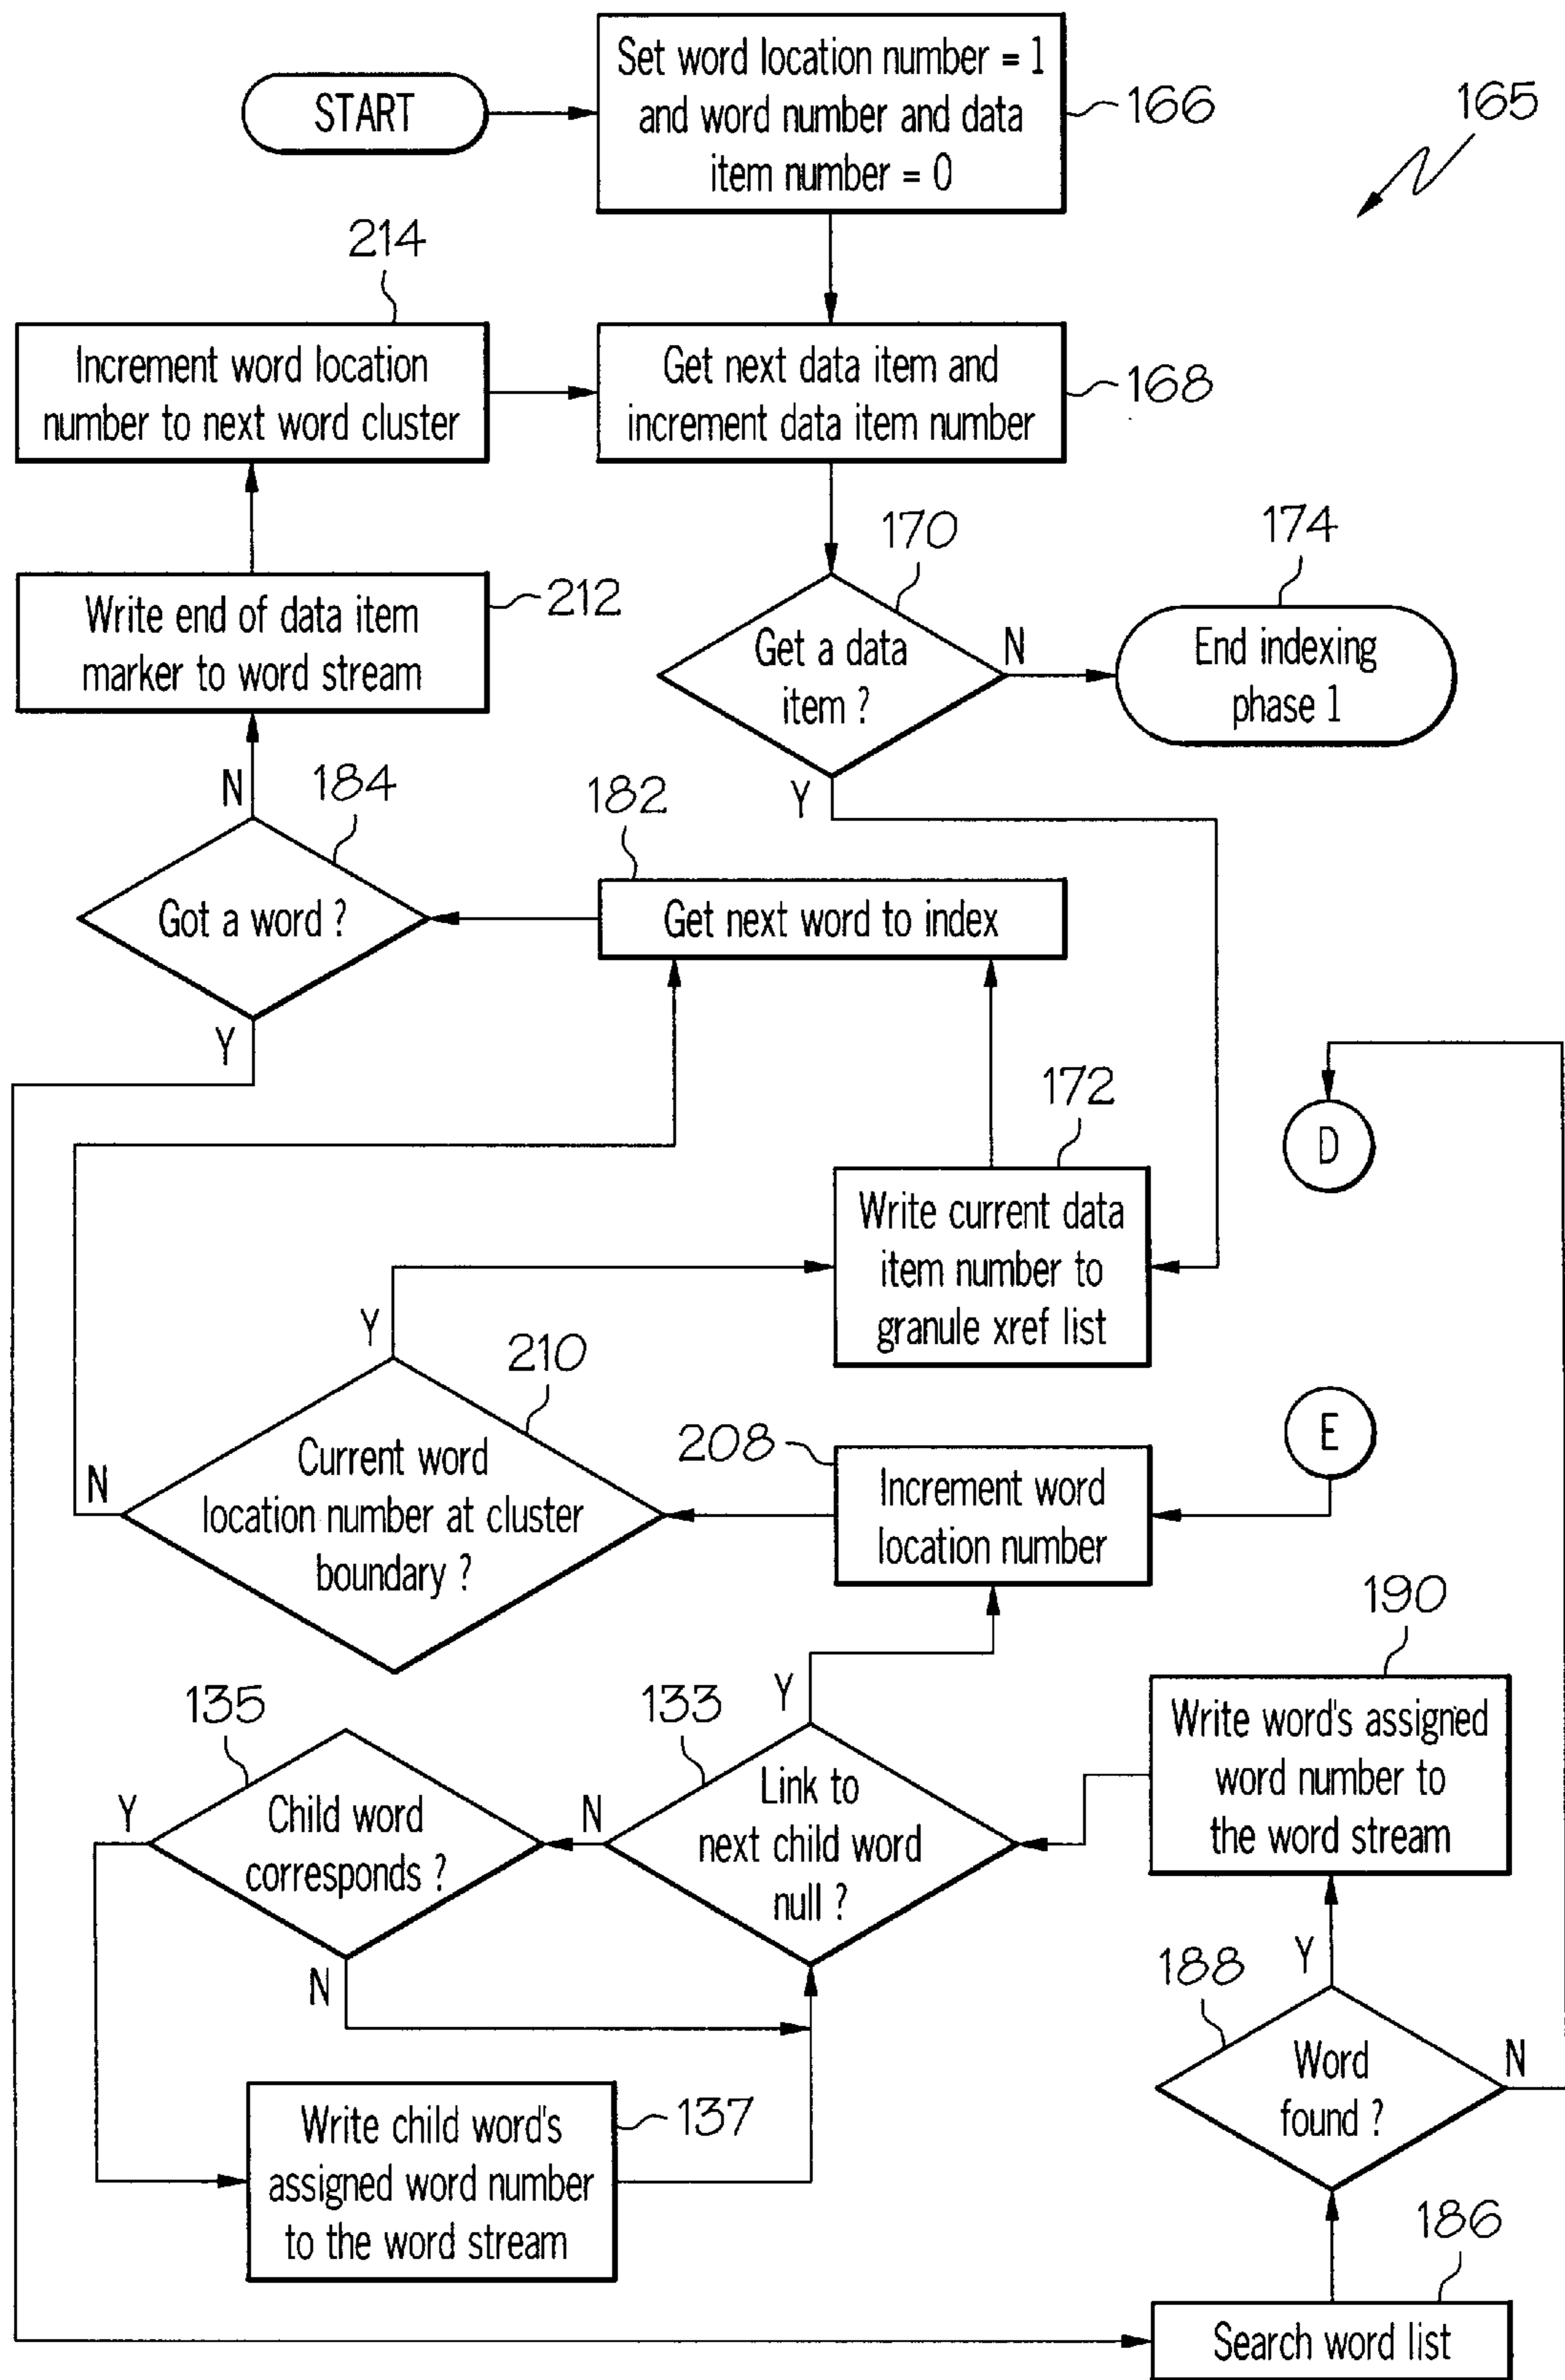 START
Set word location number = 1
and word number and data
item number = 0
166
165
214
Increment word location
number to next word cluster
Get next data item and
increment data item number
168
170
174
Write end of data item
marker to word stream
212
Get a data
item ?
N
End indexing
phase 1
Y
N
184
182
Got a word ?
Get next word to index
Y
172
D
Write current data
item number to
granule xref list
Y
210
E
Current word
location number at cluster
boundary ?
N
208
Increment word
location number
190
135
133
Y
Write word's assigned
word number to
the word stream
Y
Child word
corresponds ?
N
Link to
next child word
null ?
N
188
Y
Word
found ?
N
Write child word's
assigned word number
to the word stream
137
186
Search word list